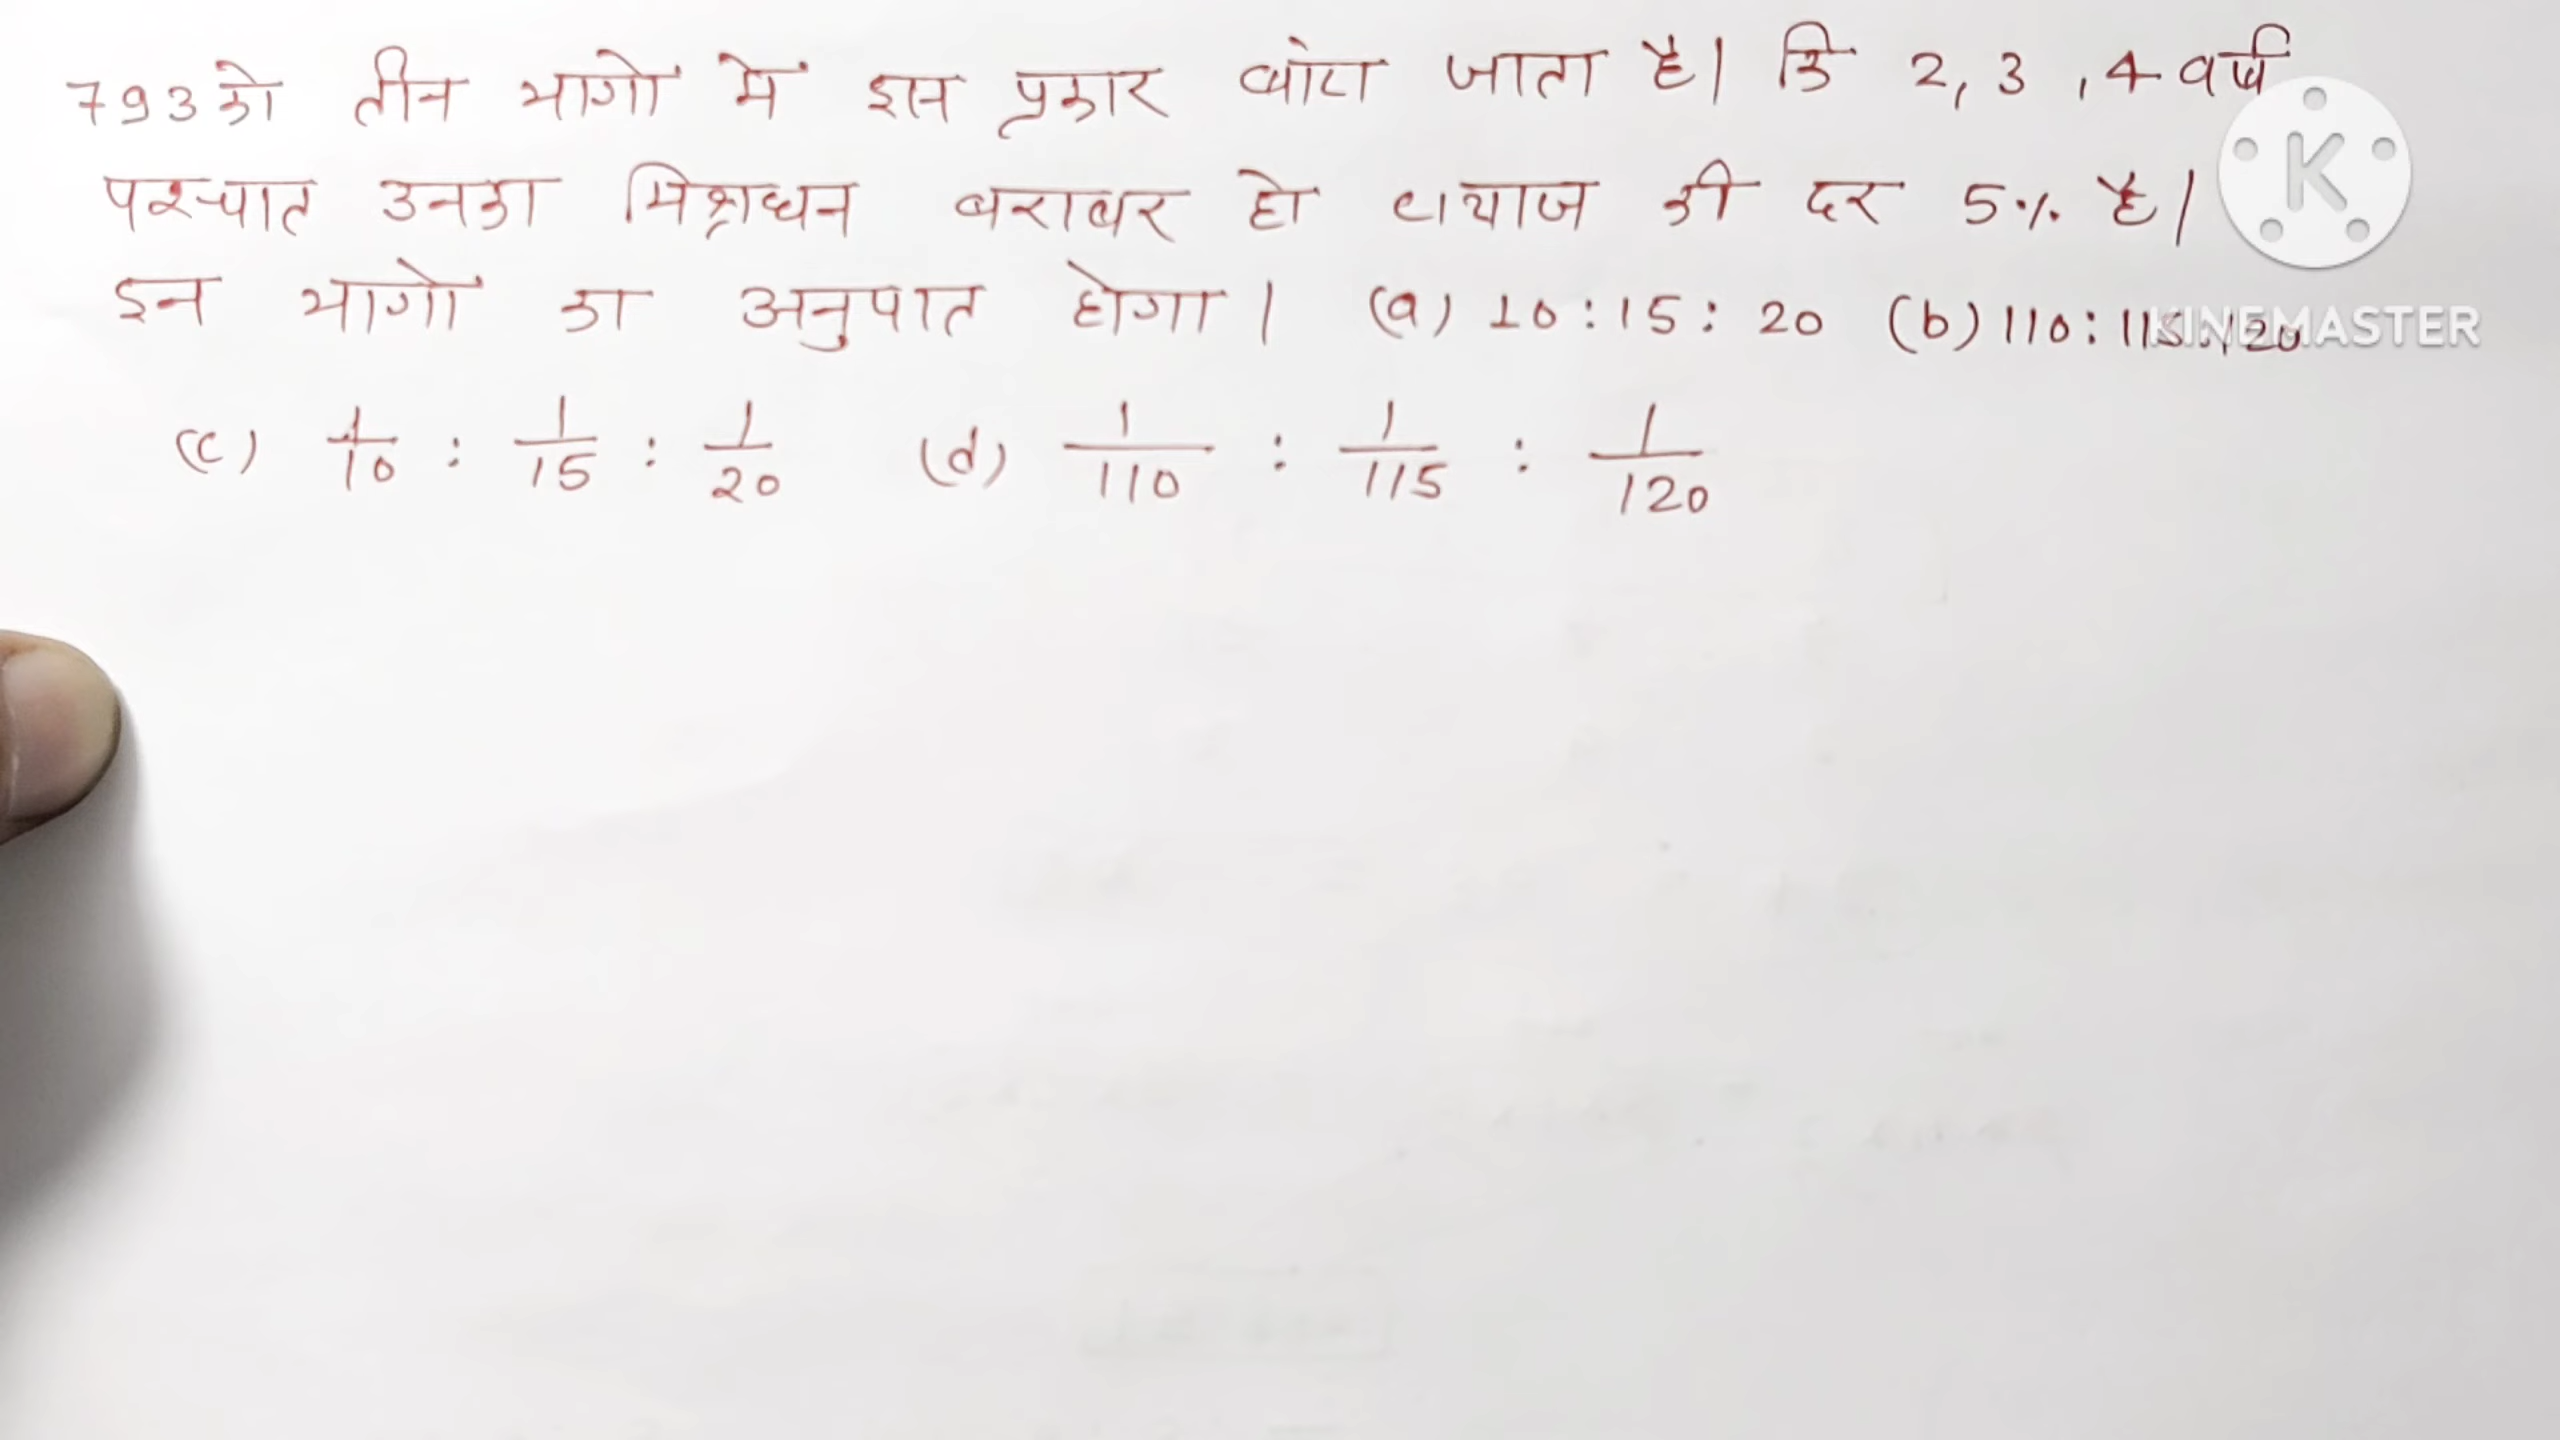 793 को तीन भागो में इस प्रकार बांटा जाता है। कि 2, 3 , 4 वर्ष
पश्चात उनका मिश्रधन बराबर हो ब्याज की दर 5% है।
इन भागों का अनुपात होगा। (a) 10 : 15 : 20 (b) 110 : 115 : 120
(c) 1/10 : 1/15 : 1/20 (d) 1/110 : 1/115 : 1/120
K
KINEMASTER